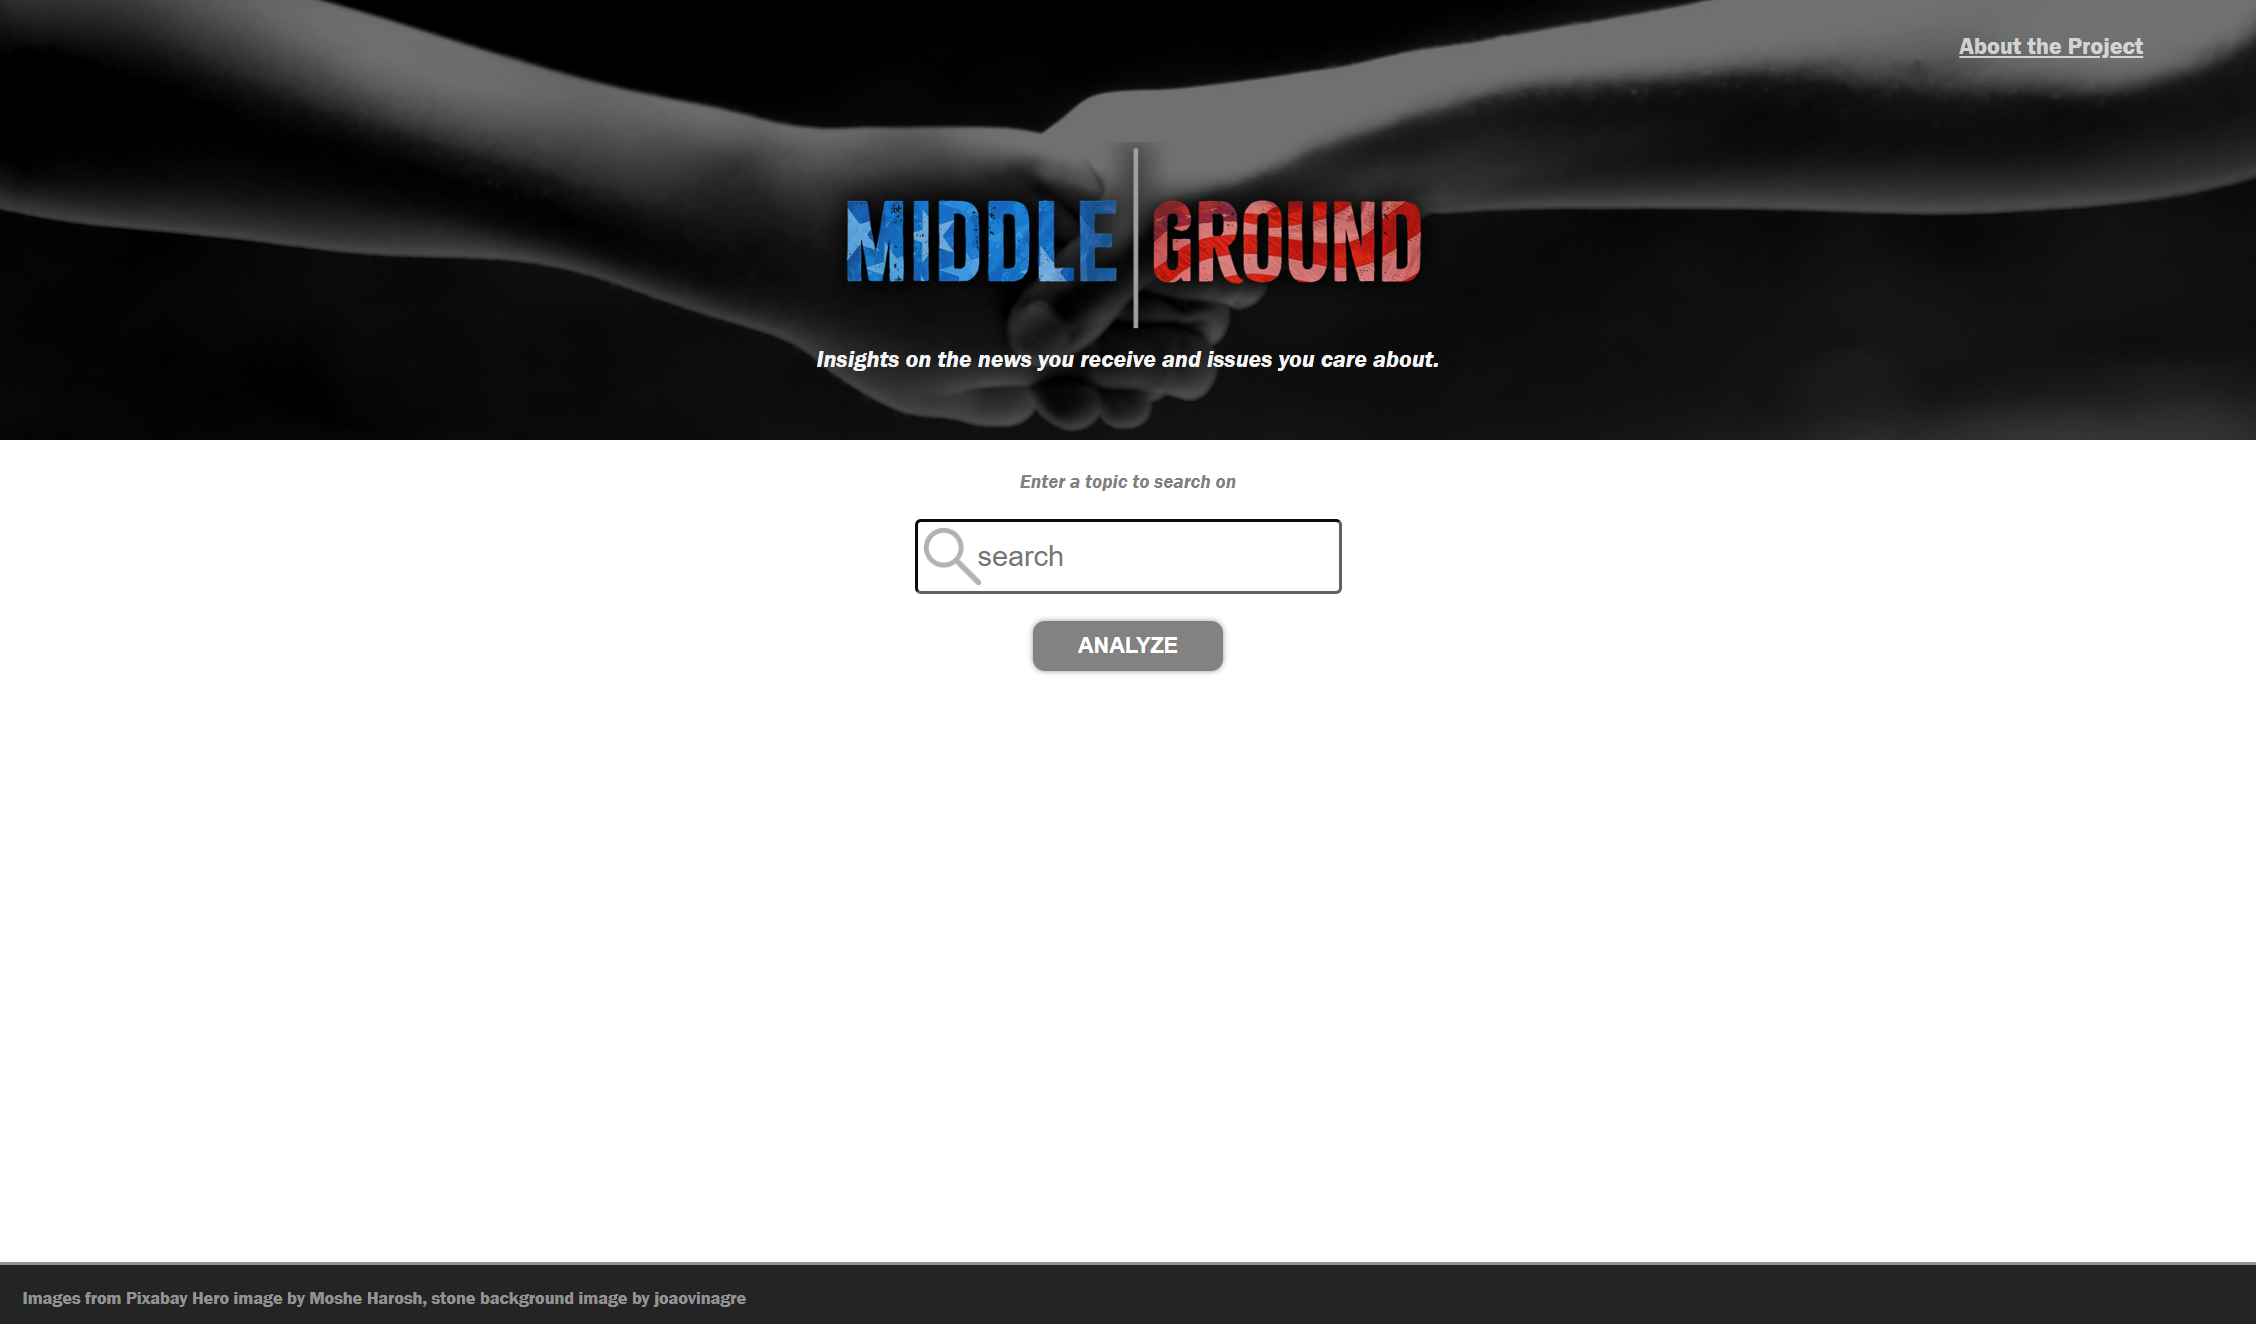 About the Project
MIDDLE GROUND
Insights on the news you receive and issues you care about.
Enter a topic to search on
search
ANALYZE
Images from Pixabay Hero image by Moshe Harosh, stone background image by joaovinagre